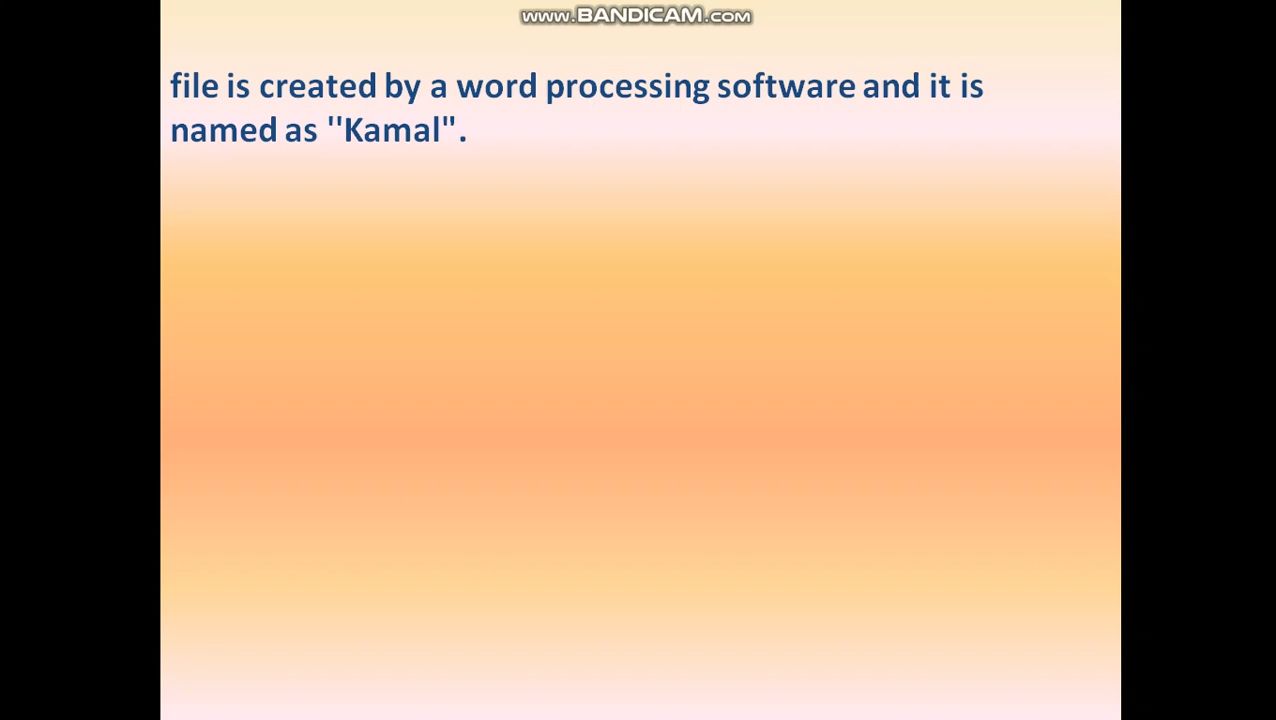 www.BANDICAM.com
file is created by a word processing software and it is
named as ''Kamal".